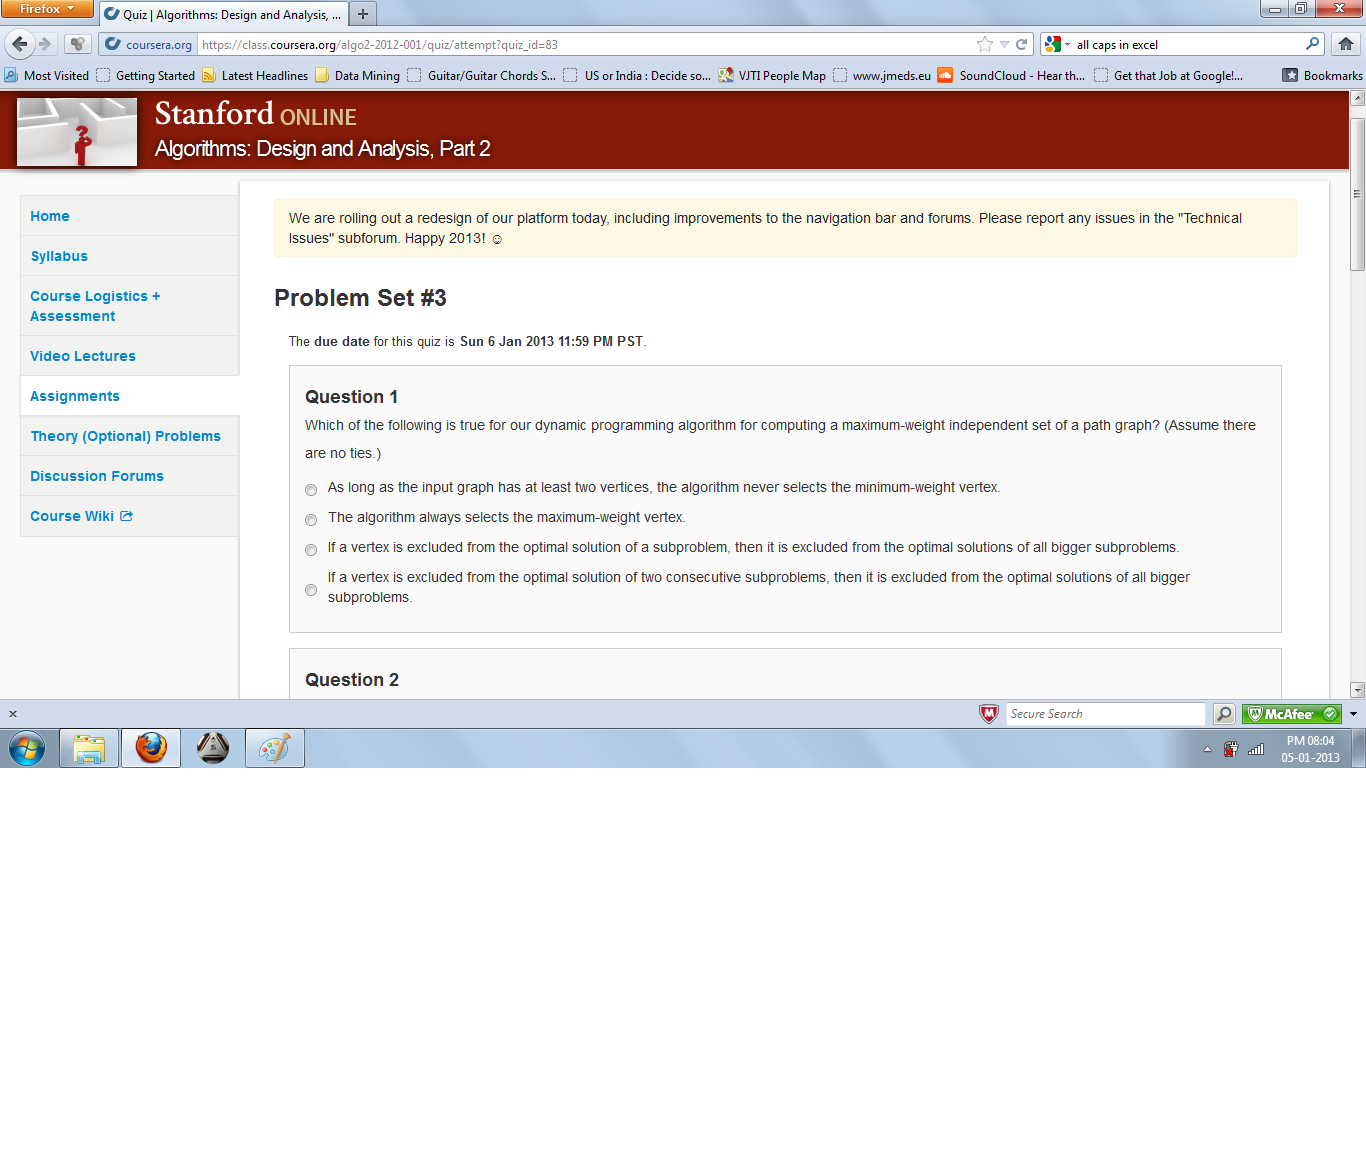 Firefox
Quiz | Algorithms: Design and Analysis, ...
coursera.org https://class.coursera.org/algo2-2012-001/quiz/attempt?quiz_id=83
all caps in excel
Most Visited Getting Started Latest Headlines Data Mining Guitar/Guitar Chords S... US or India : Decide so... VJTI People Map www.jmeds.eu SoundCloud - Hear th... Get that Job at Google!... Bookmarks
Stanford ONLINE
Algorithms: Design and Analysis, Part 2
Home
Syllabus
Course Logistics +
Assessment
Video Lectures
Assignments
Theory (Optional) Problems
Discussion Forums
Course Wiki
We are rolling out a redesign of our platform today, including improvements to the navigation bar and forums. Please report any issues in the "Technical
Issues" subforum. Happy 2013! ☺
Problem Set #3
The due date for this quiz is Sun 6 Jan 2013 11:59 PM PST.
Question 1
Which of the following is true for our dynamic programming algorithm for computing a maximum-weight independent set of a path graph? (Assume there
are no ties.)
As long as the input graph has at least two vertices, the algorithm never selects the minimum-weight vertex.
The algorithm always selects the maximum-weight vertex.
If a vertex is excluded from the optimal solution of a subproblem, then it is excluded from the optimal solutions of all bigger subproblems.
If a vertex is excluded from the optimal solution of two consecutive subproblems, then it is excluded from the optimal solutions of all bigger
subproblems.
Question 2
x
Secure Search
McAfee
PM 08:04
05-01-2013